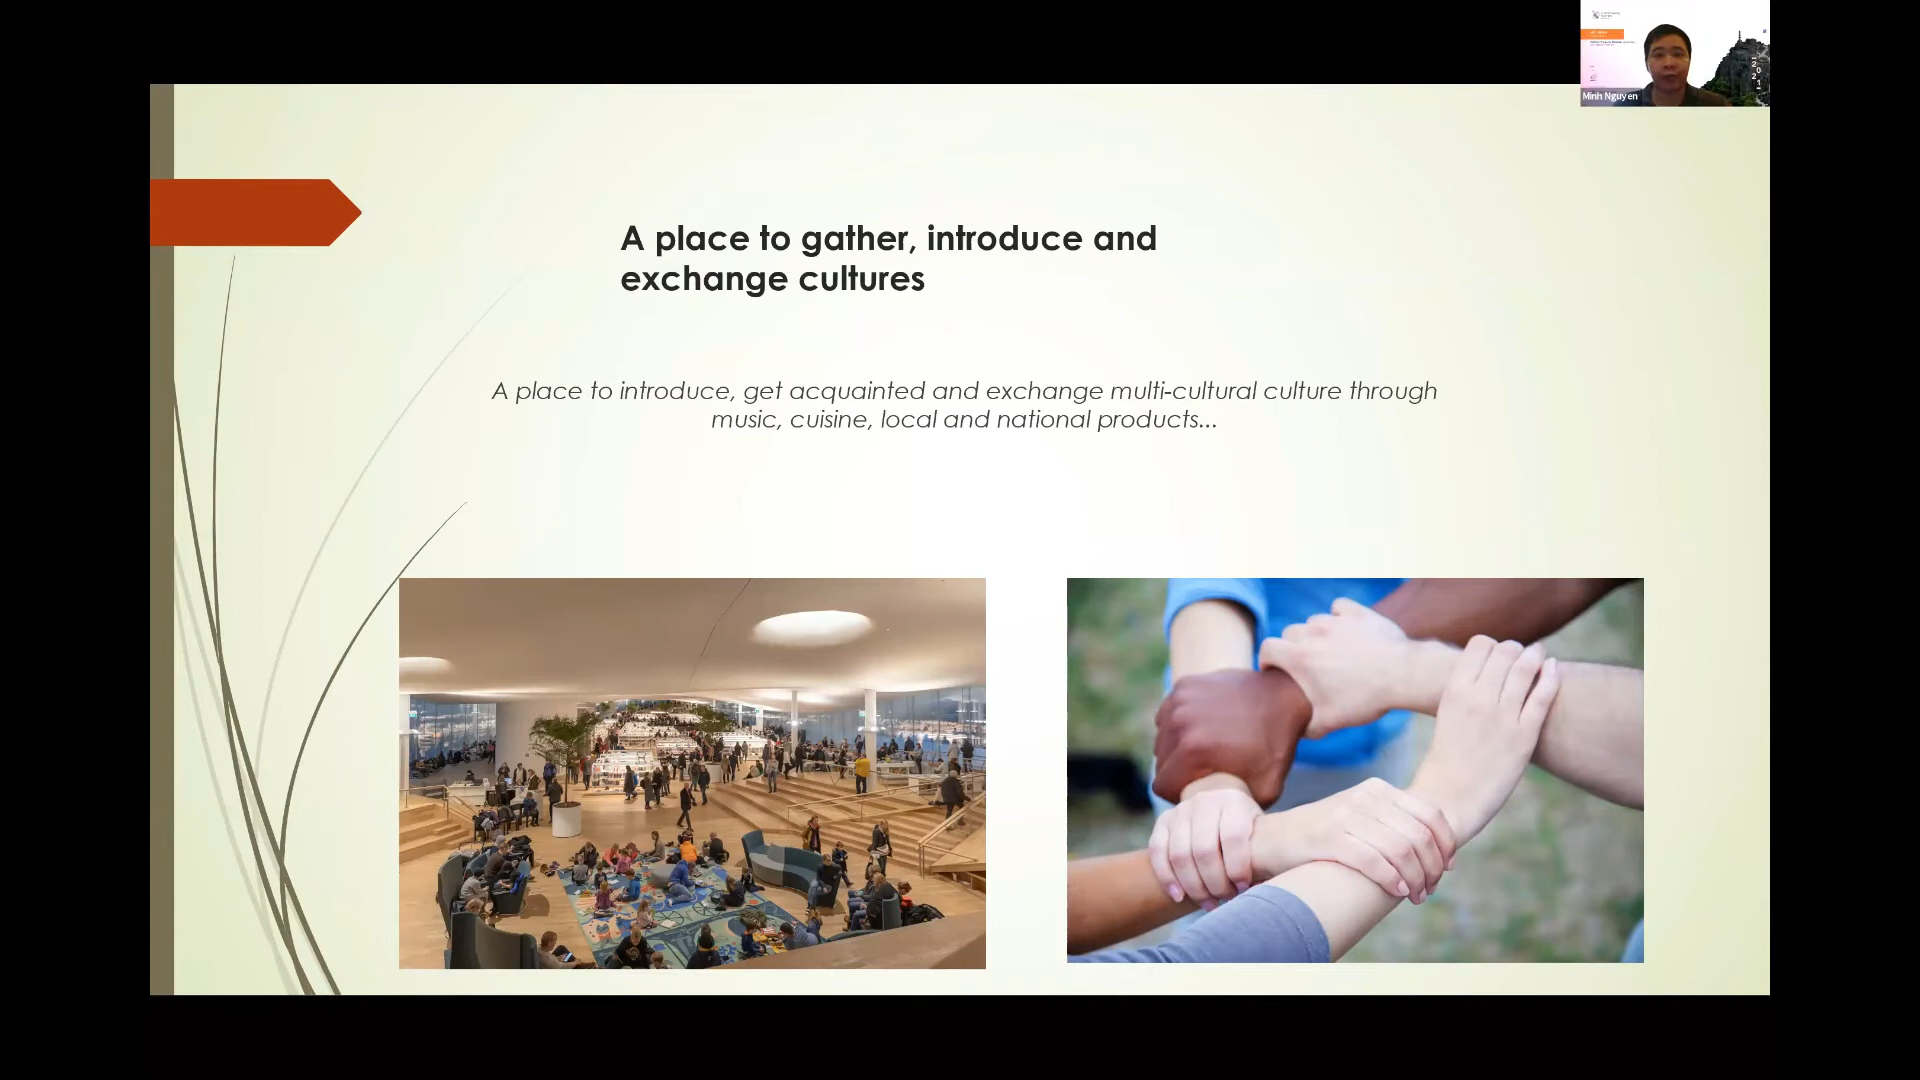 Minh Nguyen
A place to gather, introduce and
exchange cultures
A place to introduce, get acquainted and exchange multi-cultural culture through
music, cuisine, local and national products...